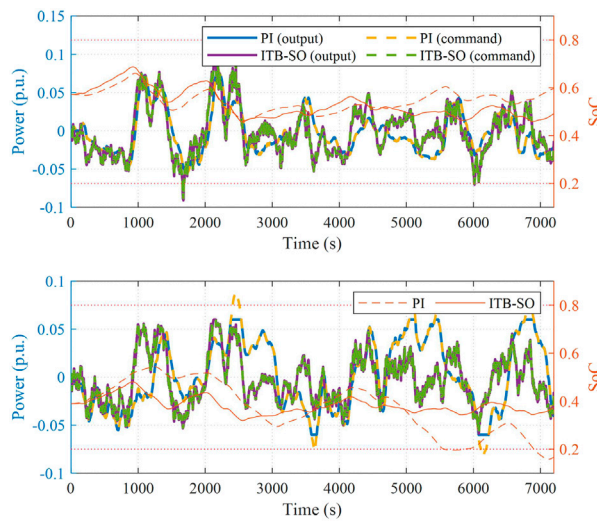 0.15
0.1
0.05
0
-0.05
-0.1
Power (p.u.)
PI (output) PI (command)
ITB-SO (output) ITB-SO (command)
0.8
0.6
0.4
0.2
SoC
0 1000 2000 3000 4000 5000 6000 7000
Time (s)
0.1
0.05
0
-0.05
-0.1
Power (p.u.)
PI ITB-SO
0.8
0.6
0.4
0.2
SoC
0 1000 2000 3000 4000 5000 6000 7000
Time (s)